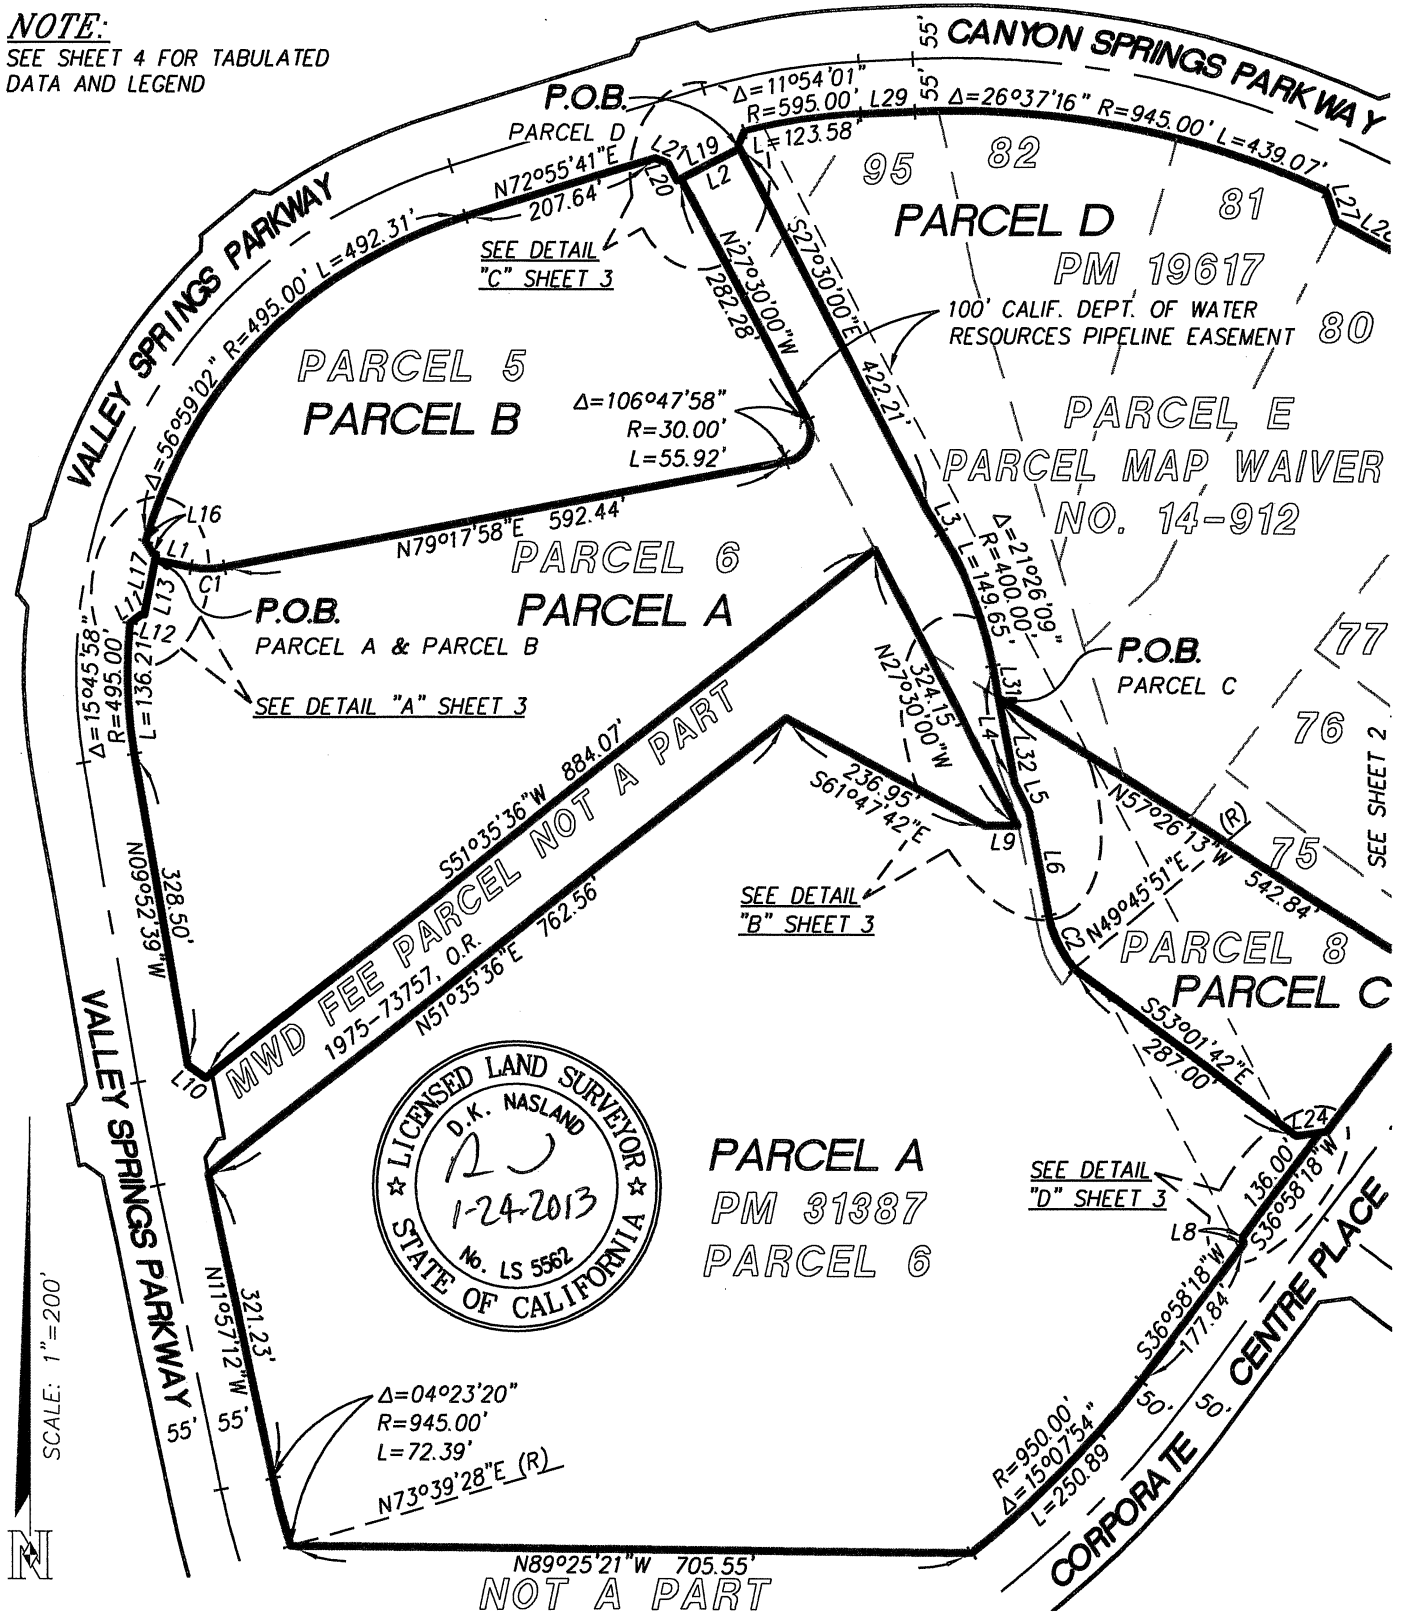 NOTE:
SEE SHEET 4 FOR TABULATED
DATA AND LEGEND
CANYON SPRINGS PARKWAY
55'
55'
P.O.B.
PARCEL D
Δ=11°54'01"
R=595.00'
L=123.58'
L29
Δ=26°37'16" R=945.00' L=439.07'
L27
L19
L2
L20
N72°55'41"E
207.64'
95
82
81
80
L27
PARCEL D
PM 19617
SEE DETAIL
"C" SHEET 3
N27°30'00"W
282.28'
S27°30'00"E
422.21'
100' CALIF. DEPT. OF WATER
RESOURCES PIPELINE EASEMENT
VALLEY SPRINGS PARKWAY
Δ=56°59'02" R=495.00' L=492.31'
PARCEL 5
PARCEL B
Δ=106°47'58"
R=30.00'
L=55.92'
PARCEL E
PARCEL MAP WAIVER
NO. 14-912
L16
L1
L17
L13
C1
L11
L12
N79°17'58"E 592.44'
PARCEL 6
PARCEL A
P.O.B.
PARCEL A & PARCEL B
SEE DETAIL "A" SHEET 3
Δ=15°45'58"
R=495.00'
L=136.21'
L3
Δ=21°26'09"
R=400.00'
L=149.65'
P.O.B.
PARCEL C
77
76
75
SEE SHEET 2
L31
L4
L32
L5
L6
L9
C2
324.15'
N27°30'00"W
236.95'
S61°47'42"E
S51°35'36"W 884.07'
MWD FEE PARCEL NOT A PART
1975-73757, O.R.
N51°35'36"E 762.56'
N57°26'13"W
542.84'
N49°45'51"E (R)
SEE DETAIL
"B" SHEET 3
PARCEL 8
PARCEL C
328.50'
N09°52'39"W
L10
VALLEY SPRINGS PARKWAY
S53°01'42"E
287.00'
L24
LICENSED LAND SURVEYOR
D.K. NASLAND
1-24-2013
No. LS 5562
STATE OF CALIFORNIA
PARCEL A
PM 31387
PARCEL 6
SEE DETAIL
"D" SHEET 3
L8
136.00'
S36°58'18"W
S36°58'18"W
177.84'
CORPORATE CENTRE PLACE
50'
50'
321.23'
N11°57'12"W
55'
55'
Δ=04°23'20"
R=945.00'
L=72.39'
N73°39'28"E (R)
R=950.00'
Δ=15°07'54"
L=250.89'
N89°25'21"W 705.55'
NOT A PART
SCALE: 1"=200'
N